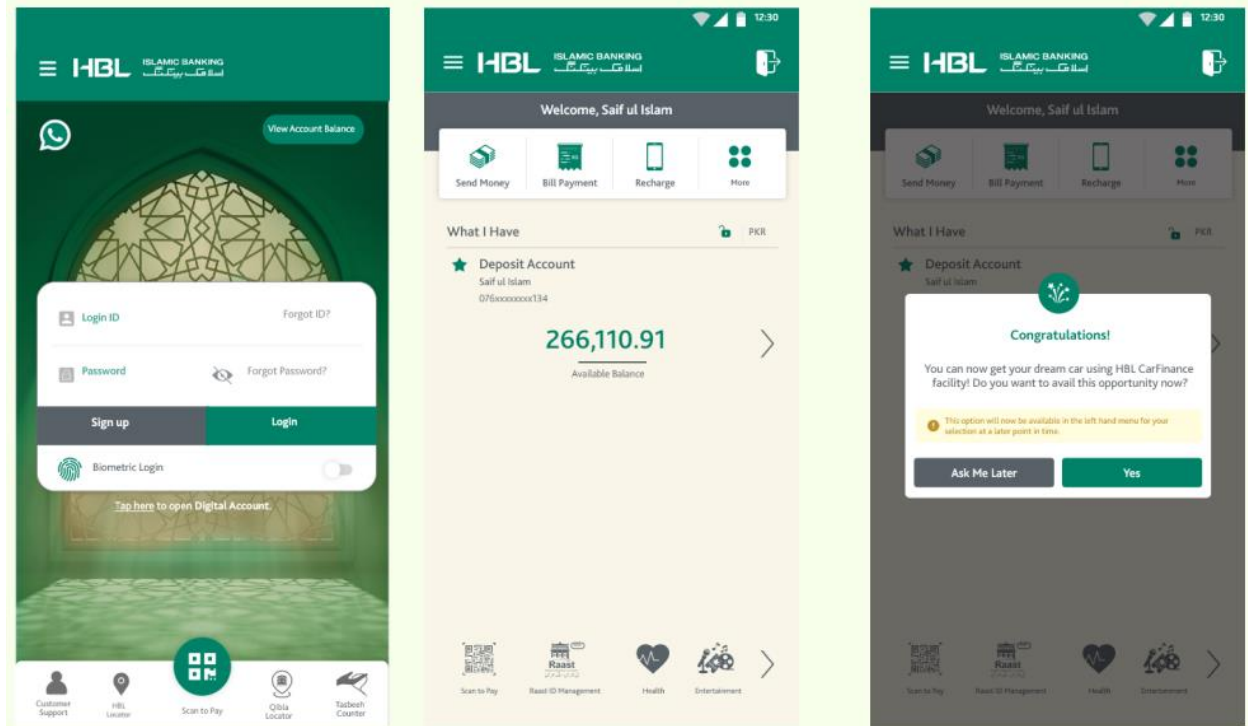 HBL ISLAMIC BANKING
اسلامک بینکنگ
View Account Balance
Login ID
Forgot ID?
Password
Forgot Password?
Sign up
Login
Biometric Login
Tap here to open Digital Account.
Customer Support
HBL Locator
Scan to Pay
Qibla Locator
Tasbeeh Counter
12:30
HBL ISLAMIC BANKING
اسلامک بینکنگ
Welcome, Saif ul Islam
Send Money
Bill Payment
Recharge
More
What I Have
PKR
Deposit Account
Saif ul Islam
076xxxxxxxx134
266,110.91
Available Balance
Scan to Pay
Raast
Raast ID Management
Health
Entertainment
12:30
HBL ISLAMIC BANKING
اسلامک بینکنگ
Welcome, Saif ul Islam
Send Money
Bill Payment
Recharge
More
What I Have
PKR
Deposit Account
Saif ul Islam
Congratulations!
You can now get your dream car using HBL CarFinance
facility! Do you want to avail this opportunity now?
This option will now be available in the left hand menu for your
selection at a later point in time.
Ask Me Later
Yes
Scan to Pay
Raast
Raast ID Management
Health
Entertainment